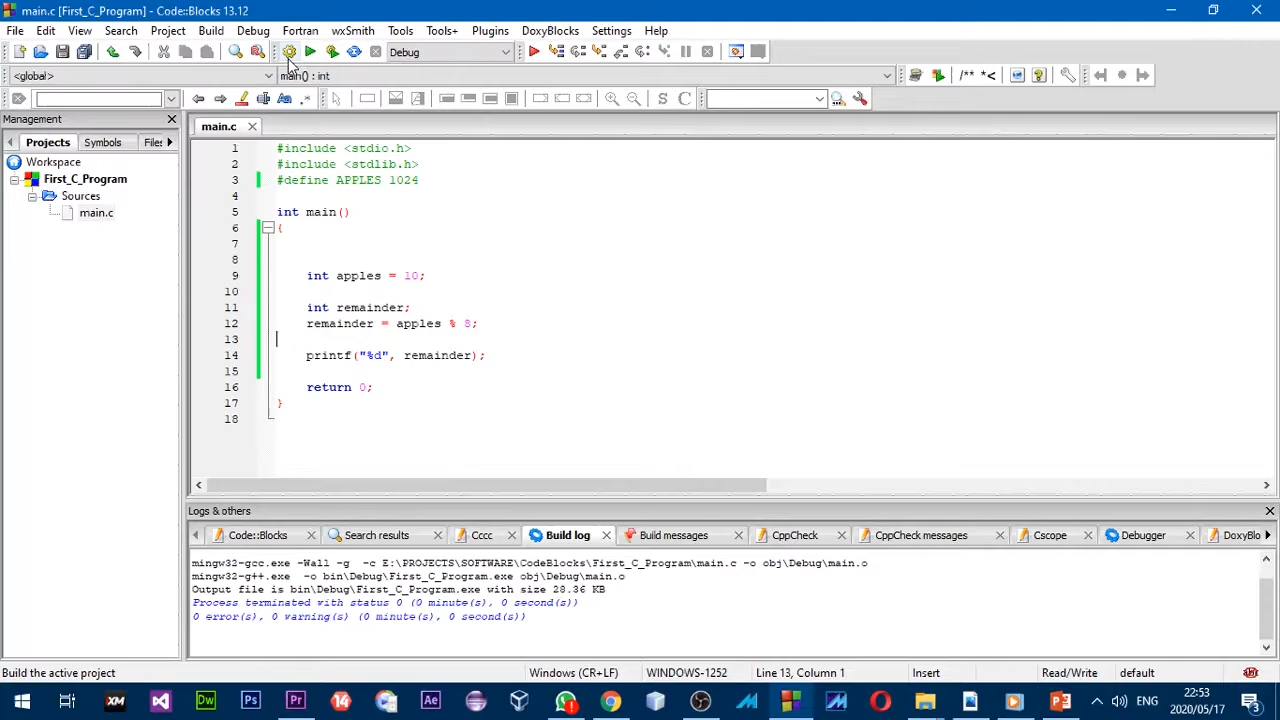 main.c [First_C_Program] - Code::Blocks 13.12
File Edit View Search Project Build Debug Fortran wxSmith Tools Tools+ Plugins DoxyBlocks Settings Help
Debug
<global>
main() : int
/** *<
Aa .*
S C
Management
Projects Symbols Files
Workspace
First_C_Program
Sources
main.c
main.c
1 #include <stdio.h>
2 #include <stdlib.h>
3 #define APPLES 1024
4
5 int main()
6 {
7
8
9 int apples = 10;
10
11 int remainder;
12 remainder = apples % 8;
13
14 printf("%d", remainder);
15
16 return 0;
17 }
18
Logs & others
Code::Blocks Search results Cccc Build log Build messages CppCheck CppCheck messages Cscope Debugger DoxyBlo
mingw32-gcc.exe -Wall -g -c E:\PROJECTS\SOFTWARE\CodeBlocks\First_C_Program\main.c -o obj\Debug\main.o
mingw32-g++.exe -o bin\Debug\First_C_Program.exe obj\Debug\main.o
Output file is bin\Debug\First_C_Program.exe with size 28.36 KB
Process terminated with status 0 (0 minute(s), 0 second(s))
0 error(s), 0 warning(s) (0 minute(s), 0 second(s))
Build the active project Windows (CR+LF) WINDOWS-1252 Line 13, Column 1 Insert Read/Write default
XM Dw Ps Pr 14 Ae ENG 22:53
2020/05/17 3